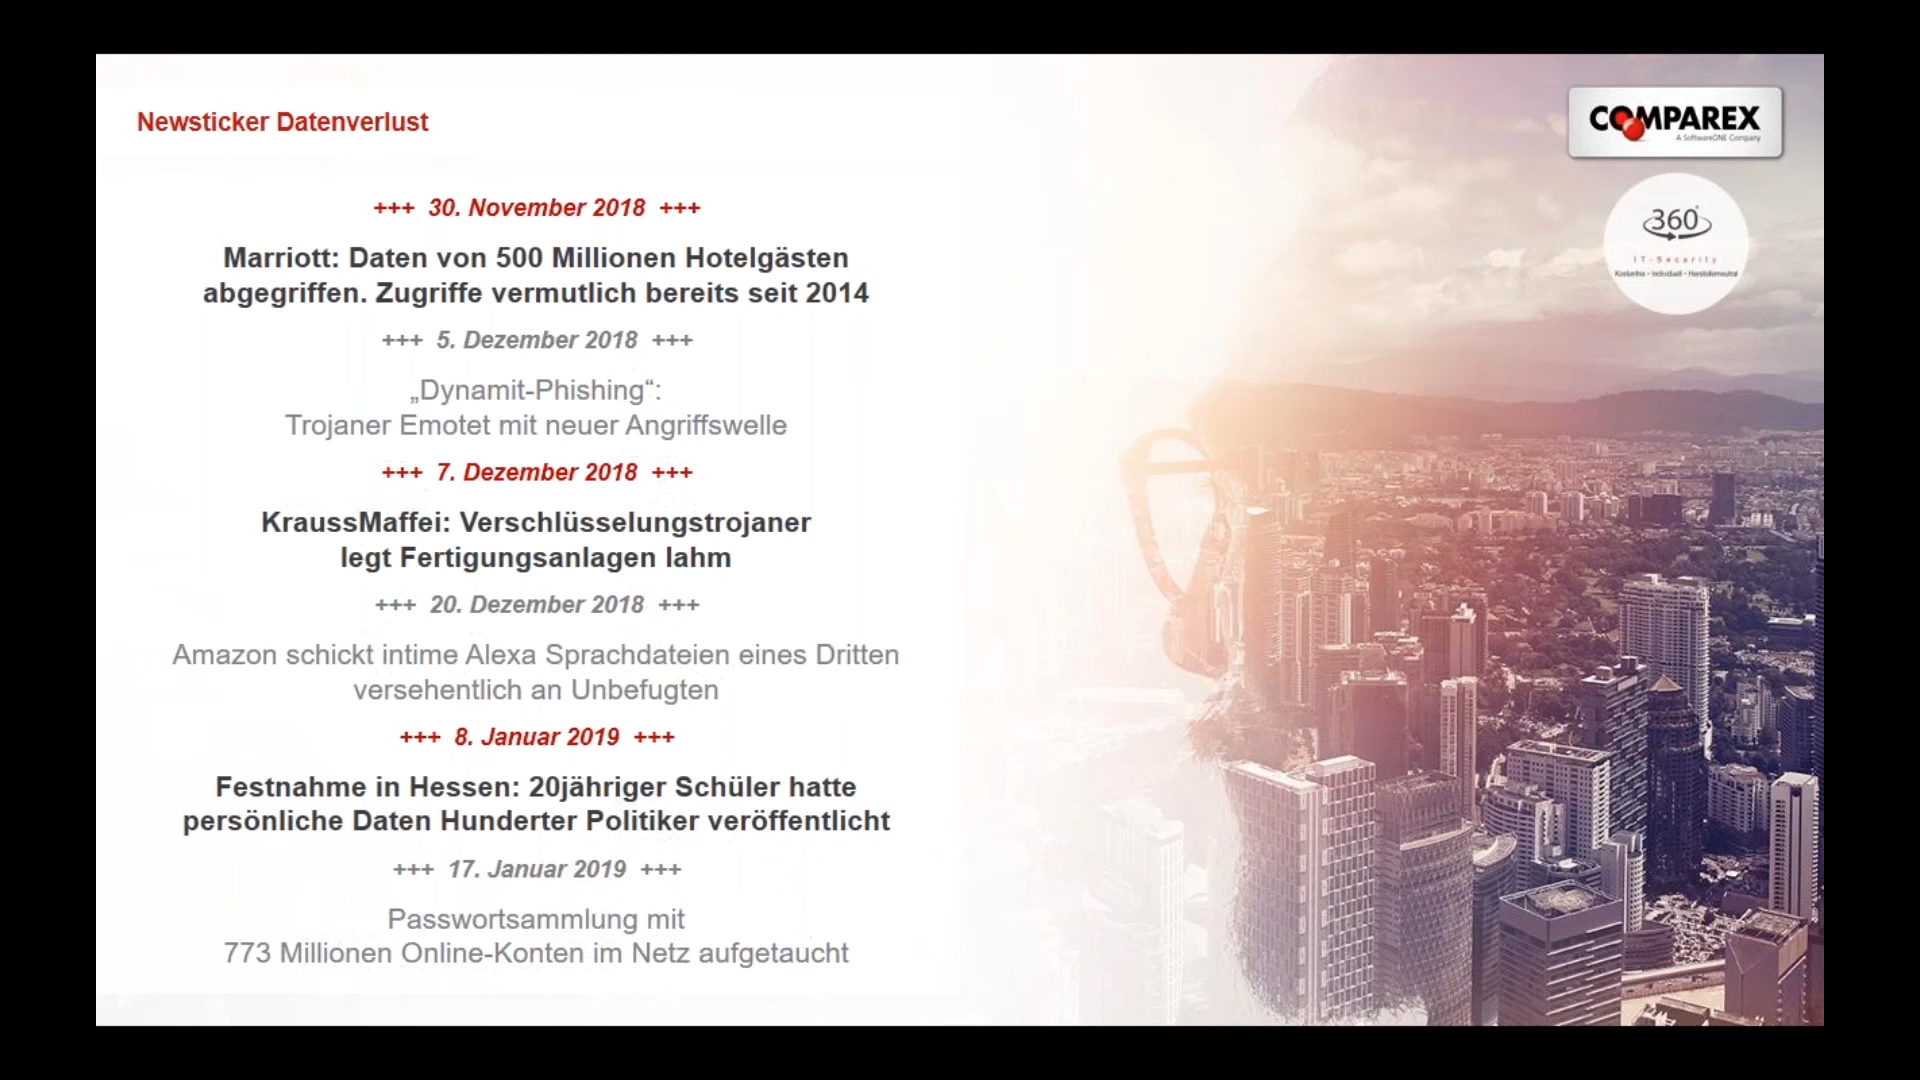 Newsticker Datenverlust
+++ 30. November 2018 +++
Marriott: Daten von 500 Millionen Hotelgästen
abgegriffen. Zugriffe vermutlich bereits seit 2014
+++ 5. Dezember 2018 +++
„Dynamit-Phishing“:
Trojaner Emotet mit neuer Angriffswelle
+++ 7. Dezember 2018 +++
KraussMaffei: Verschlüsselungstrojaner
legt Fertigungsanlagen lahm
+++ 20. Dezember 2018 +++
Amazon schickt intime Alexa Sprachdateien eines Dritten
versehentlich an Unbefugten
+++ 8. Januar 2019 +++
Festnahme in Hessen: 20jähriger Schüler hatte
persönliche Daten Hunderter Politiker veröffentlicht
+++ 17. Januar 2019 +++
Passwortsammlung mit
773 Millionen Online-Konten im Netz aufgetaucht
COMPAREX
A SoftwareONE Company
360°
IT-Security
Kostenfrei - Individuell - Herstellerneutral